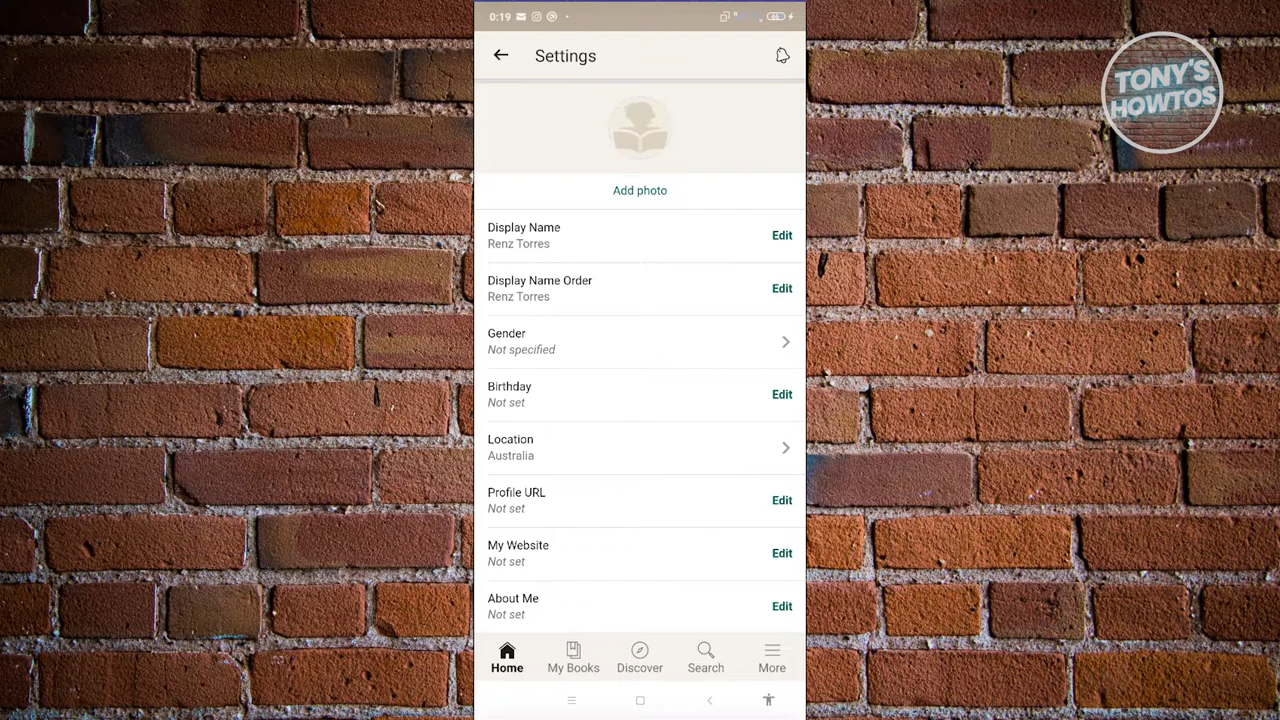 0:19
Settings
Add photo
Display Name
Renz Torres
Edit
Display Name Order
Renz Torres
Edit
Gender
Not specified
Birthday
Not set
Edit
Location
Australia
Profile URL
Not set
Edit
My Website
Not set
Edit
About Me
Not set
Edit
Home
My Books
Discover
Search
More
TONY'S
HOWTOS